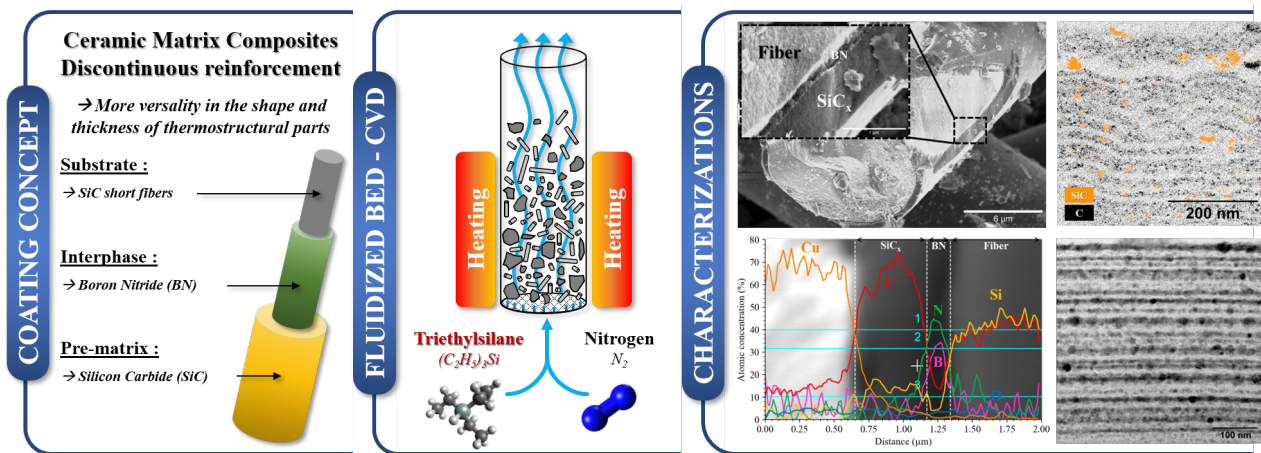 COATING CONCEPT
Ceramic Matrix Composites
Discontinuous reinforcement
→ More versality in the shape and
thickness of thermostructural parts
Substrate :
→ SiC short fibers
Interphase :
→ Boron Nitride (BN)
Pre-matrix :
→ Silicon Carbide (SiC)
FLUIDIZED BED - CVD
Heating
Heating
Triethylsilane
(C2H5)3Si
Nitrogen
N2
CHARACTERIZATIONS
Fiber
BN
SiCx
6 µm
SiC
C
200 nm
SiCx
BN
Fiber
Cu
C
N
B
Si
O
1
2
3
Atomic concentration (%)
80
70
60
50
40
30
20
10
0
0.00 0.25 0.50 0.75 1.00 1.25 1.50 1.75 2.00
Distance (µm)
100 nm